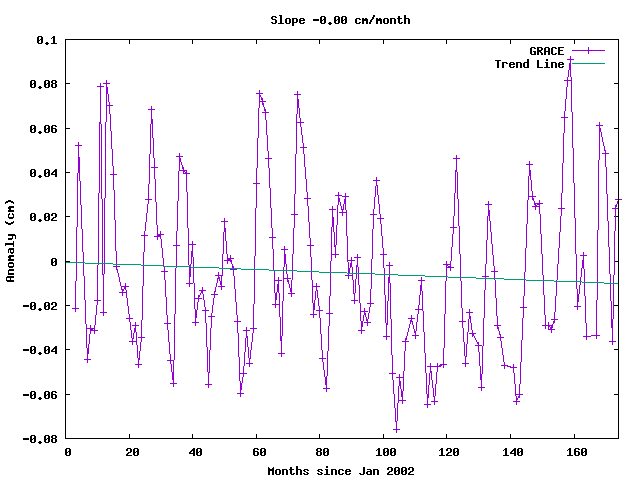 Slope -0.00 cm/month
GRACE
Trend Line
Anomaly (cm)
0.1
0.08
0.06
0.04
0.02
0
-0.02
-0.04
-0.06
-0.08
0 20 40 60 80 100 120 140 160
Months since Jan 2002